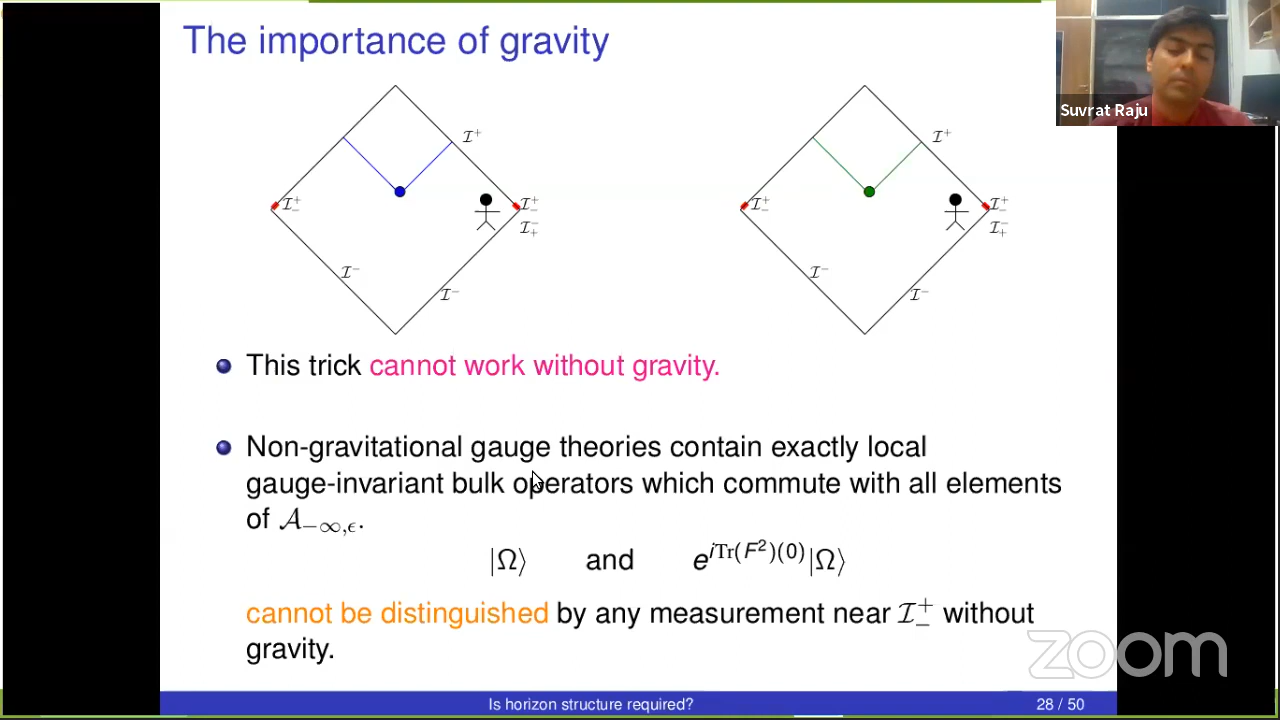 The importance of gravity
Suvrat Raju
ℐ⁺
ℐ⁺₋
ℐ⁺₋
ℐ⁻₊
ℐ⁻
ℐ⁻
ℐ⁺
ℐ⁺₋
ℐ⁺₋
ℐ⁻₊
ℐ⁻
ℐ⁻
This trick cannot work without gravity.
Non-gravitational gauge theories contain exactly local
gauge-invariant bulk operators which commute with all elements
of 𝒜₋∞,ϵ.
|Ω⟩ and e^{iTr(F²)(0)}|Ω⟩
cannot be distinguished by any measurement near ℐ⁺₋ without
gravity.
zoom
Is horizon structure required?
28 / 50